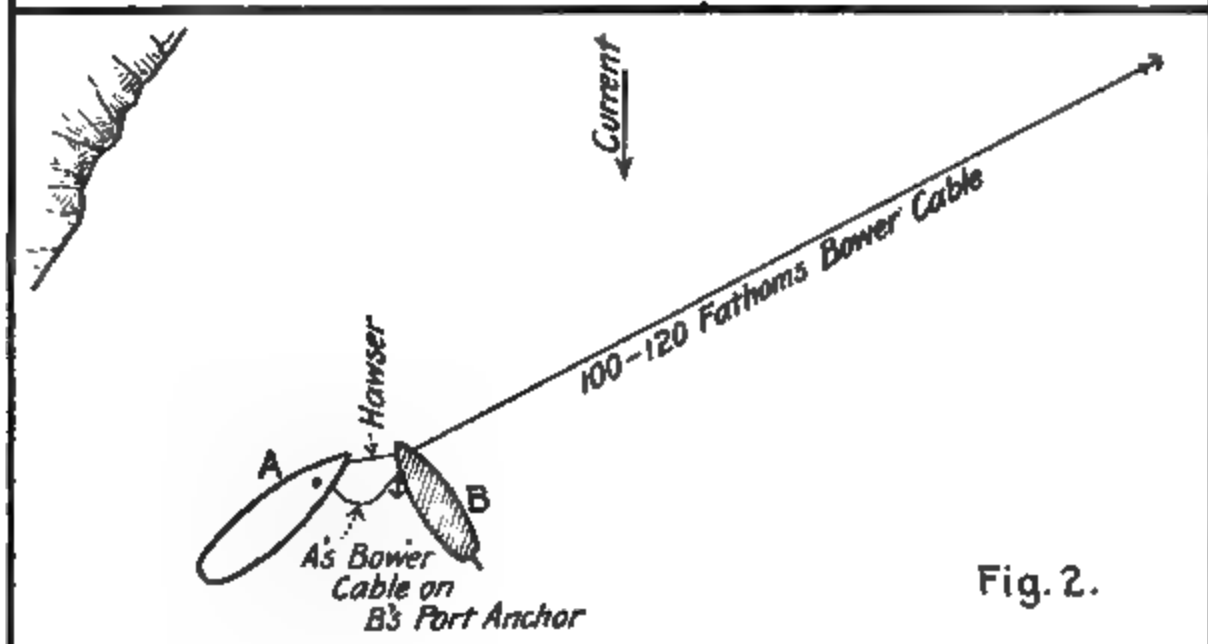 Current
100-120 Fathoms Bower Cable
Hawser
A
B
A's Bower
Cable on
B's Port Anchor
Fig. 2.